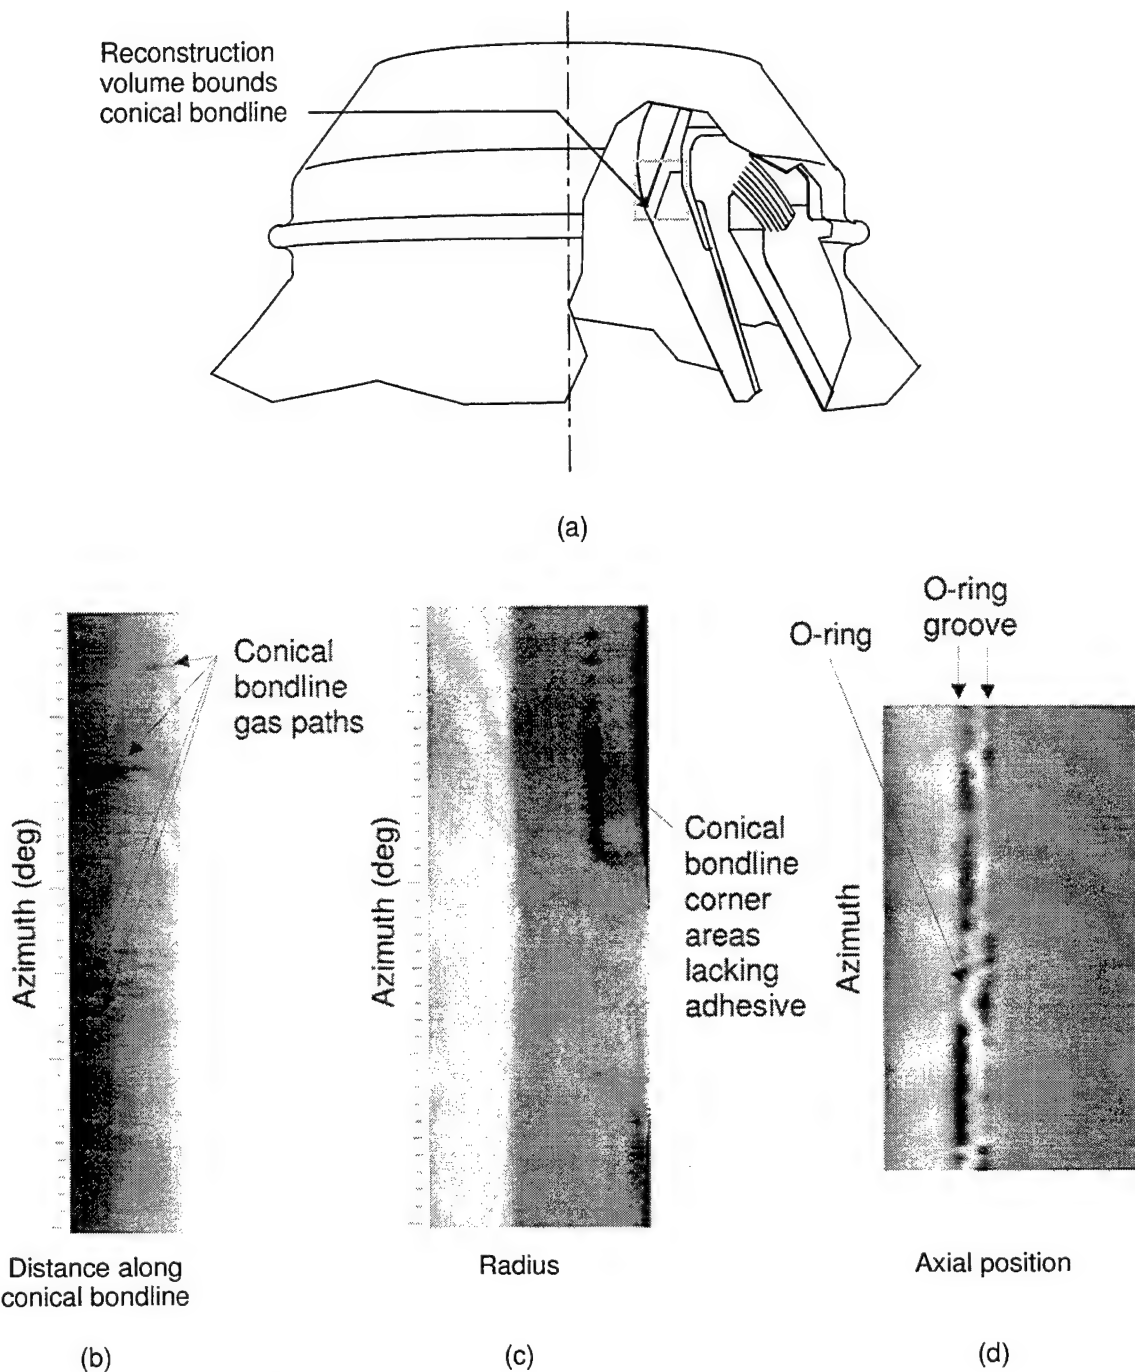 Reconstruction
volume bounds
conical bondline
(a)
Conical
bondline
gas paths
Azimuth (deg)
Distance along
conical bondline
(b)
Azimuth (deg)
Conical
bondline
corner
areas
lacking
adhesive
Radius
(c)
O-ring
groove
O-ring
Azimuth
Axial position
(d)